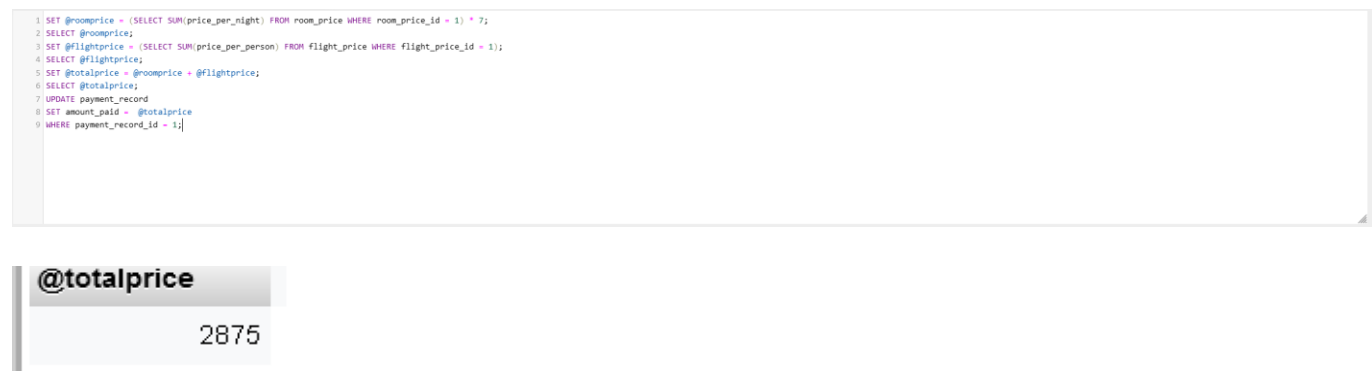 1 SET @roomprice = (SELECT SUM(price_per_night) FROM room_price WHERE room_price_id = 1) * 7;
2 SELECT @roomprice;
3 SET @flightprice = (SELECT SUM(price_per_person) FROM flight_price WHERE flight_price_id = 1);
4 SELECT @flightprice;
5 SET @totalprice = @roomprice + @flightprice;
6 SELECT @totalprice;
7 UPDATE payment_record
8 SET amount_paid =  @totalprice
9 WHERE payment_record_id = 1;
@totalprice
2875